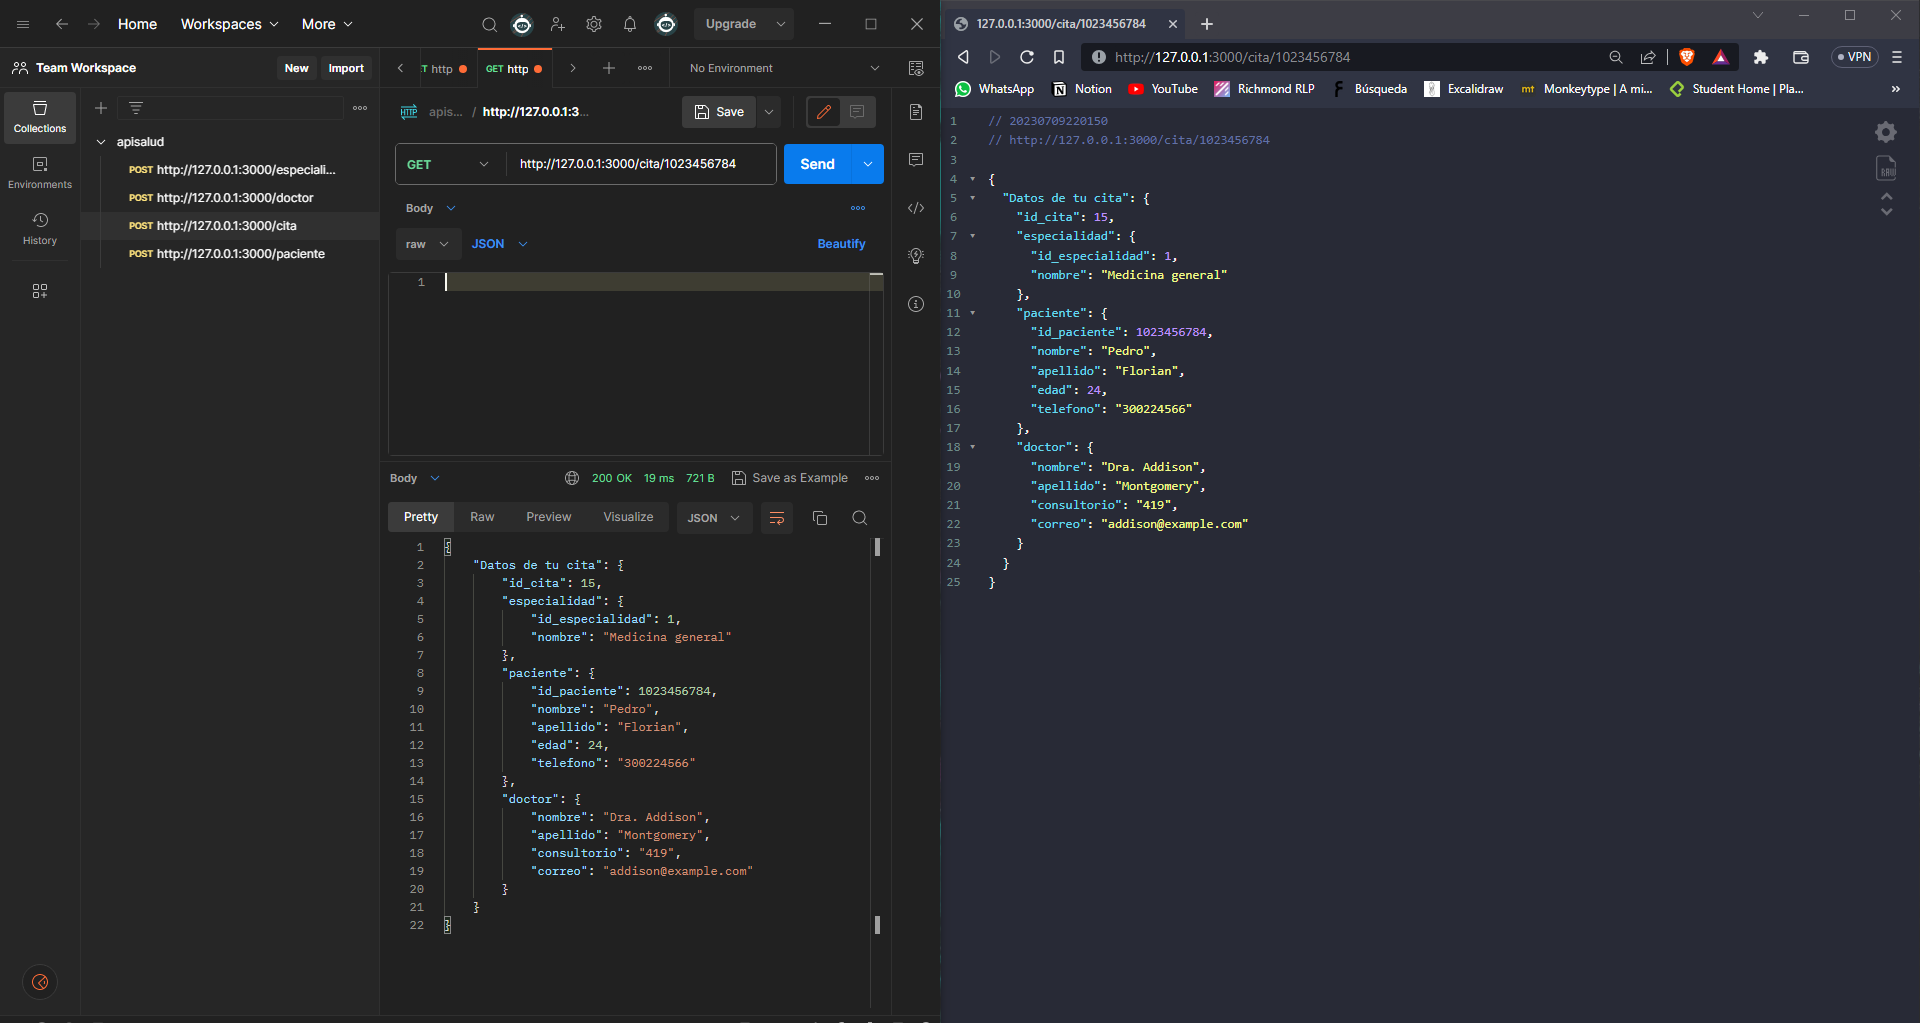 Home Workspaces More Upgrade
Team Workspace New Import
GET http
No Environment
Collections
Environments
History
apisalud
POST http://127.0.0.1:3000/especiali...
POST http://127.0.0.1:3000/doctor
POST http://127.0.0.1:3000/cita
POST http://127.0.0.1:3000/paciente
HTTP apis... / http://127.0.0.1:3... Save
GET http://127.0.0.1:3000/cita/1023456784 Send
Body
raw JSON Beautify
1
Body 200 OK 19 ms 721 B Save as Example
Pretty Raw Preview Visualize JSON
1 {
2 "Datos de tu cita": {
3 "id_cita": 15,
4 "especialidad": {
5 "id_especialidad": 1,
6 "nombre": "Medicina general"
7 },
8 "paciente": {
9 "id_paciente": 1023456784,
10 "nombre": "Pedro",
11 "apellido": "Florian",
12 "edad": 24,
13 "telefono": "300224566"
14 },
15 "doctor": {
16 "nombre": "Dra. Addison",
17 "apellido": "Montgomery",
18 "consultorio": "419",
19 "correo": "addison@example.com"
20 }
21 }
22 }
127.0.0.1:3000/cita/1023456784
http://127.0.0.1:3000/cita/1023456784 VPN
WhatsApp Notion YouTube Richmond RLP Búsqueda Excalidraw mt Monkeytype | A mi... Student Home | Pla... »
1 // 20230709220150
2 // http://127.0.0.1:3000/cita/1023456784
3
4 {
5 "Datos de tu cita": {
6 "id_cita": 15,
7 "especialidad": {
8 "id_especialidad": 1,
9 "nombre": "Medicina general"
10 },
11 "paciente": {
12 "id_paciente": 1023456784,
13 "nombre": "Pedro",
14 "apellido": "Florian",
15 "edad": 24,
16 "telefono": "300224566"
17 },
18 "doctor": {
19 "nombre": "Dra. Addison",
20 "apellido": "Montgomery",
21 "consultorio": "419",
22 "correo": "addison@example.com"
23 }
24 }
25 }
RAW